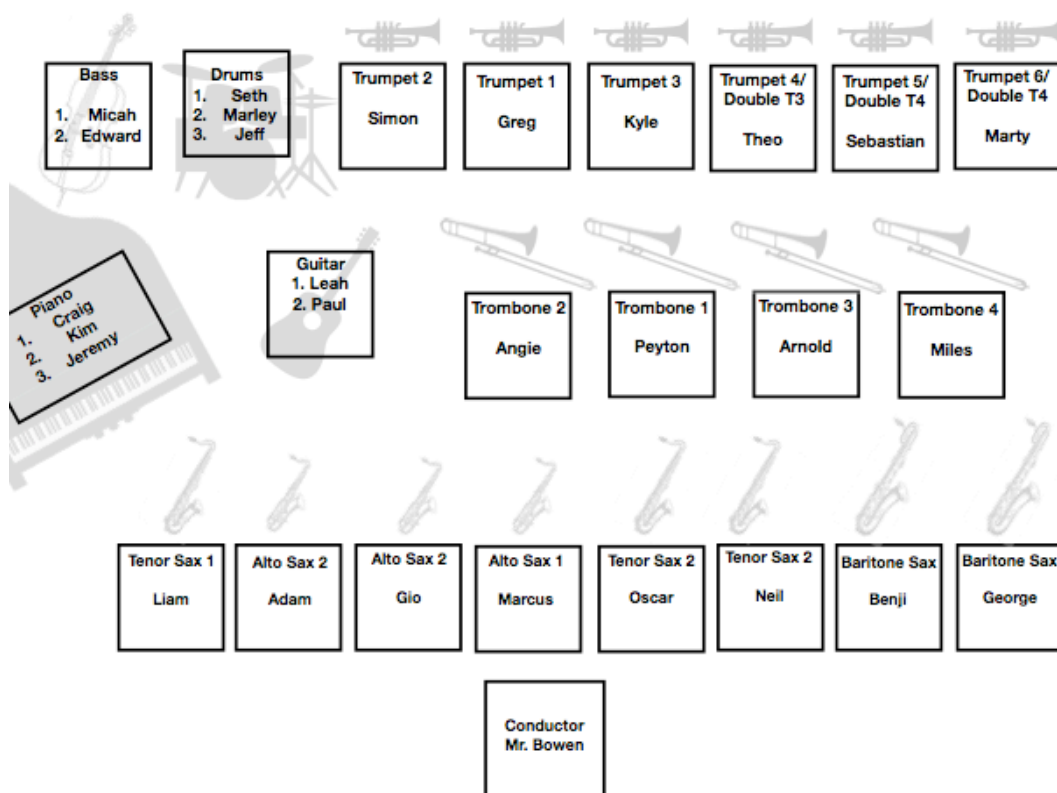 Bass
1. Micah
2. Edward
Drums
1. Seth
2. Marley
3. Jeff
Trumpet 2
Simon
Trumpet 1
Greg
Trumpet 3
Kyle
Trumpet 4/
Double T3
Theo
Trumpet 5/
Double T4
Sebastian
Trumpet 6/
Double T4
Marty
Piano
1. Craig
2. Kim
3. Jeremy
Guitar
1. Leah
2. Paul
Trombone 2
Angie
Trombone 1
Peyton
Trombone 3
Arnold
Trombone 4
Miles
Tenor Sax 1
Liam
Alto Sax 2
Adam
Alto Sax 2
Gio
Alto Sax 1
Marcus
Tenor Sax 2
Oscar
Tenor Sax 2
Neil
Baritone Sax
Benji
Baritone Sax
George
Conductor
Mr. Bowen